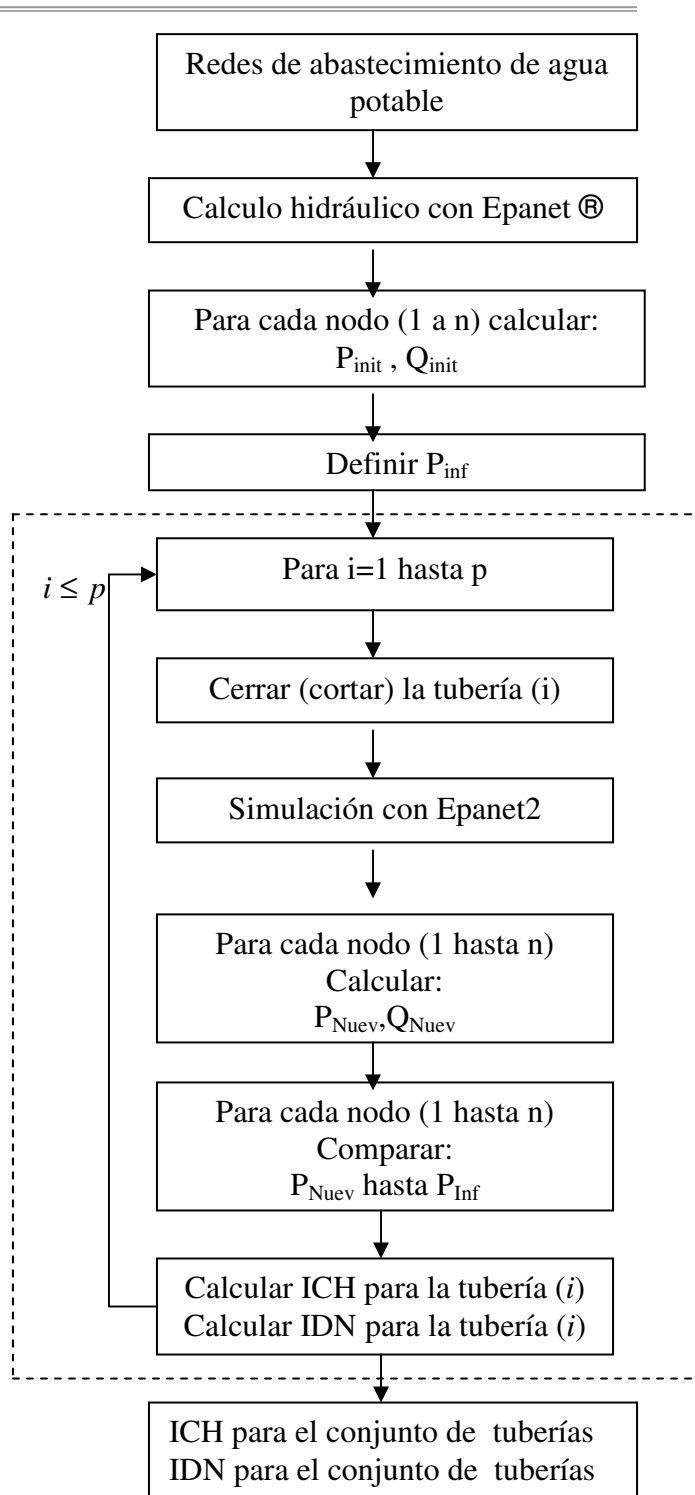 Redes de abastecimiento de agua
potable
Calculo hidráulico con Epanet ®
Para cada nodo (1 a n) calcular:
Pinit , Qinit
Definir Pinf
Para i=1 hasta p
i ≤ p
Cerrar (cortar) la tubería (i)
Simulación con Epanet2
Para cada nodo (1 hasta n)
Calcular:
PNuev,QNuev
Para cada nodo (1 hasta n)
Comparar:
PNuev hasta PInf
Calcular ICH para la tubería (i)
Calcular IDN para la tubería (i)
ICH para el conjunto de tuberías
IDN para el conjunto de tuberías